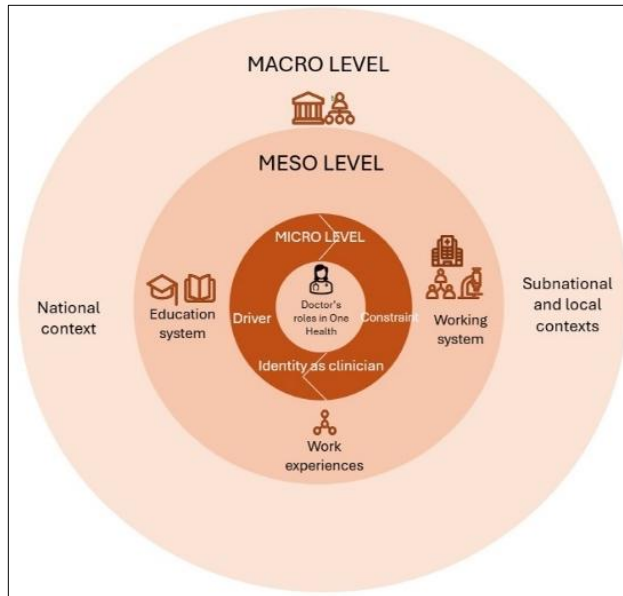 MACRO LEVEL
MESO LEVEL
MICRO LEVEL
Doctor's
roles in One
Health
Driver
Constraint
Identity as clinician
Education
system
Working
system
Work
experiences
National
context
Subnational
and local
contexts